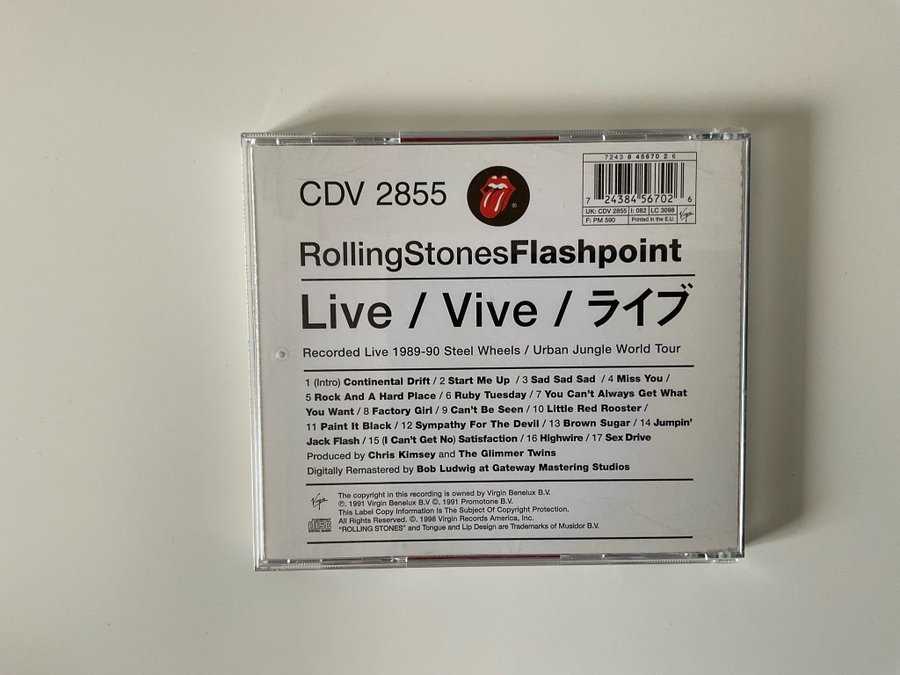 CDV 2855
7243 8 45670 2 6
7 24384 56702 6
UK: CDV 2855 I: 082 LC 3098
F: PM 590 Printed in the E.U. Virgin
RollingStonesFlashpoint
Live / Vive / ライブ
Recorded Live 1989-90 Steel Wheels / Urban Jungle World Tour
1 (Intro) Continental Drift / 2 Start Me Up / 3 Sad Sad Sad / 4 Miss You /
5 Rock And A Hard Place / 6 Ruby Tuesday / 7 You Can't Always Get What
You Want / 8 Factory Girl / 9 Can't Be Seen / 10 Little Red Rooster /
11 Paint It Black / 12 Sympathy For The Devil / 13 Brown Sugar / 14 Jumpin'
Jack Flash / 15 (I Can't Get No) Satisfaction / 16 Highwire / 17 Sex Drive
Produced by Chris Kimsey and The Glimmer Twins
Digitally Remastered by Bob Ludwig at Gateway Mastering Studios
Virgin
The copyright in this recording is owned by Virgin Benelux B.V.
℗. 1991 Virgin Benelux B.V ©. 1991 Promotone B.V.
This Label Copy Information Is The Subject Of Copyright Protection.
All Rights Reserved. ©. 1998 Virgin Records America, Inc.
"ROLLING STONES" and Tongue and Lip Design are Trademarks of Musidor B.V.